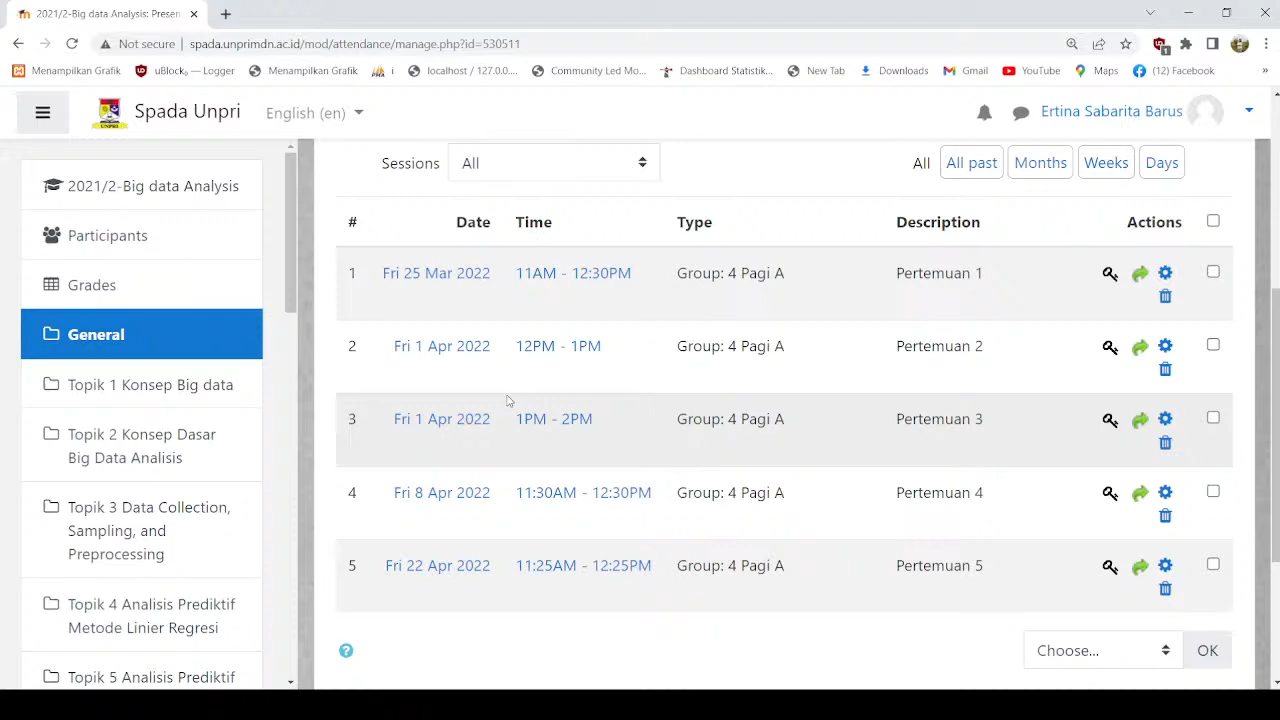 2021/2-Big data Analysis: Presen
Not secure | spada.unprimdn.ac.id/mod/attendance/manage.php?id=530511
Menampilkan Grafik uBlock₀ — Logger Menampilkan Grafik PMA i localhost / 127.0.0.... Community Led Mo... Dashboard Statistik... New Tab Downloads Gmail YouTube Maps (12) Facebook »
UNPRI Spada Unpri English (en) Ertina Sabarita Barus
Sessions All All All past Months Weeks Days
2021/2-Big data Analysis
Participants
Grades
General
Topik 1 Konsep Big data
Topik 2 Konsep Dasar
Big Data Analisis
Topik 3 Data Collection,
Sampling, and
Preprocessing
Topik 4 Analisis Prediktif
Metode Linier Regresi
Topik 5 Analisis Prediktif
# Date Time Type Description Actions
1 Fri 25 Mar 2022 11AM - 12:30PM Group: 4 Pagi A Pertemuan 1
2 Fri 1 Apr 2022 12PM - 1PM Group: 4 Pagi A Pertemuan 2
3 Fri 1 Apr 2022 1PM - 2PM Group: 4 Pagi A Pertemuan 3
4 Fri 8 Apr 2022 11:30AM - 12:30PM Group: 4 Pagi A Pertemuan 4
5 Fri 22 Apr 2022 11:25AM - 12:25PM Group: 4 Pagi A Pertemuan 5
Choose... OK